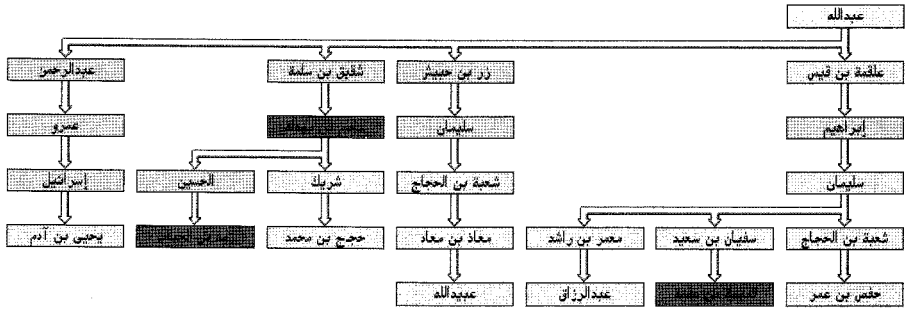 عبدالله
علقمة بن قيس
زر بن حبيش
شقيق بن سلمة
عبدالرحمن
إبراهيم
سليمان
عمرو
سليمان
شعبة بن الحجاج
شريك
الحسين
إسرائيل
شعبة بن الحجاج
سفيان بن سعيد
معمر بن راشد
معاذ بن معاذ
حجج بن محمد
يحيى بن آدم
حفص بن عمر
عبدالرزاق
عبيدالله